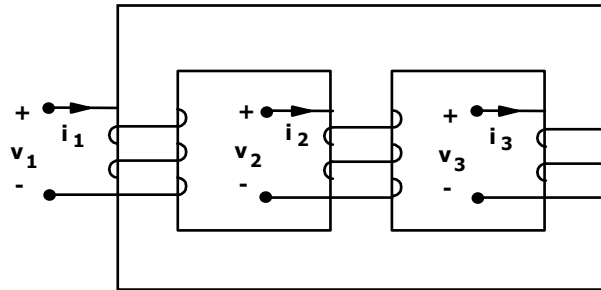 + i1 v1 -
+ i2 v2 -
+ i3 v3 -